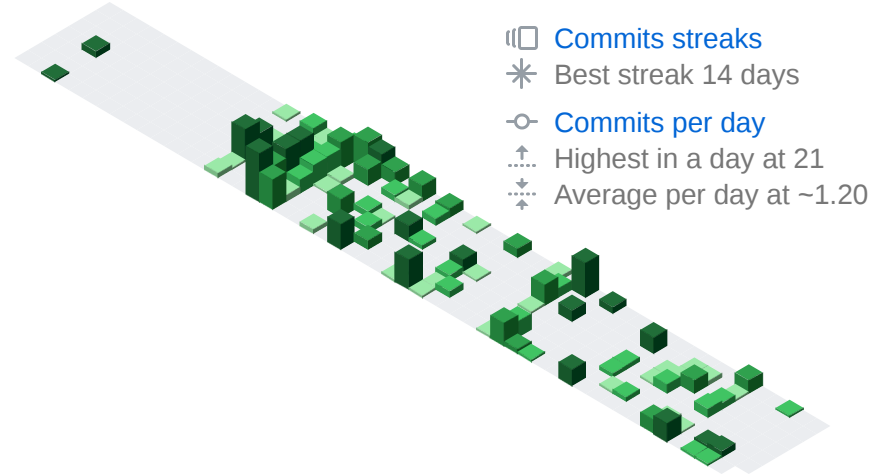 Commits streaks
Best streak 14 days
Commits per day
Highest in a day at 21
Average per day at ~1.20